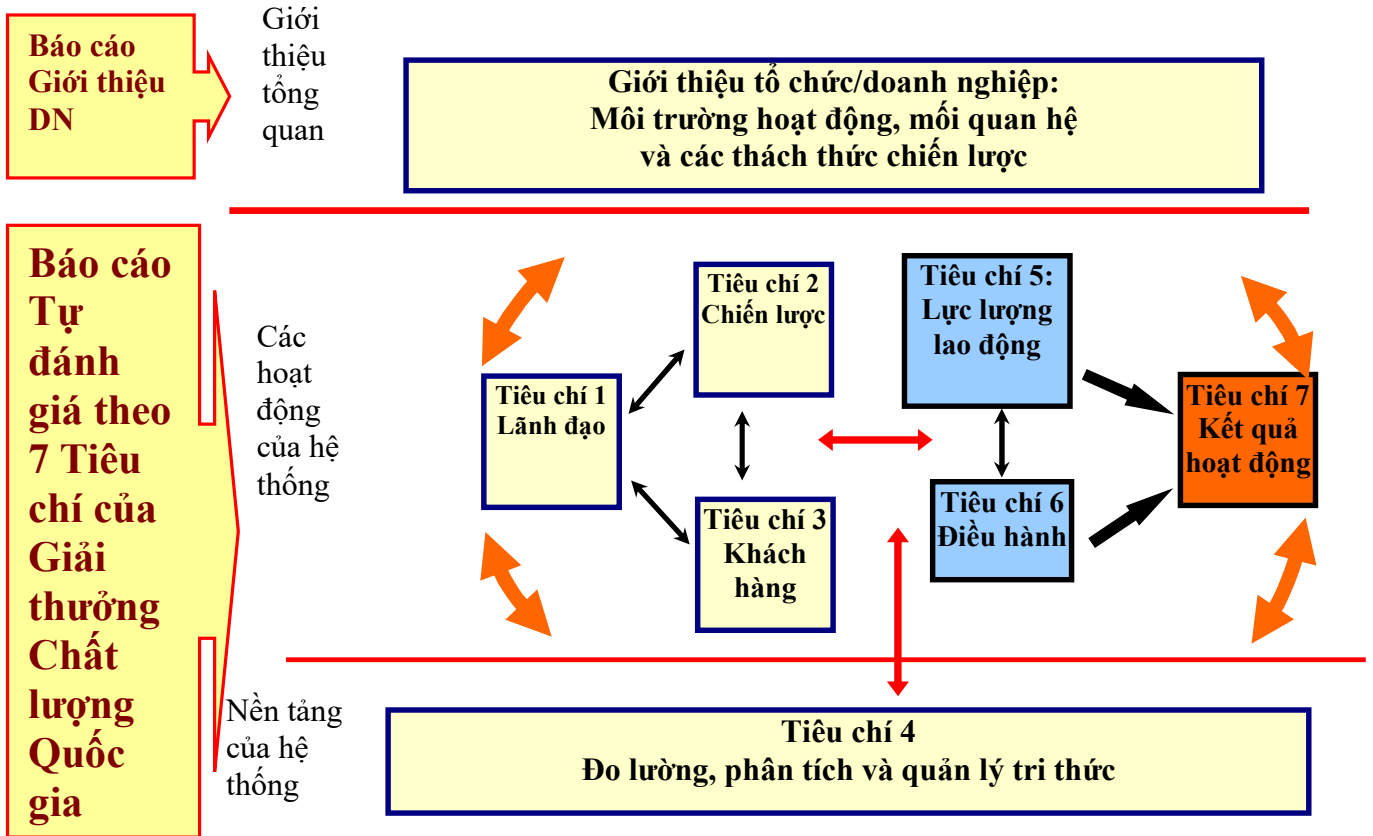 Báo cáo
Giới thiệu
DN
Giới
thiệu
tổng
quan
Giới thiệu tổ chức/doanh nghiệp:
Môi trường hoạt động, mối quan hệ
và các thách thức chiến lược
Báo cáo
Tự
đánh
giá theo
7 Tiêu
chí của
Giải
thưởng
Chất
lượng
Quốc
gia
Các
hoạt
động
của hệ
thống
Tiêu chí 1
Lãnh đạo
Tiêu chí 2
Chiến lược
Tiêu chí 3
Khách
hàng
Tiêu chí 5:
Lực lượng
lao động
Tiêu chí 6
Điều hành
Tiêu chí 7
Kết quả
hoạt động
Nền tảng
của hệ
thống
Tiêu chí 4
Đo lường, phân tích và quản lý tri thức